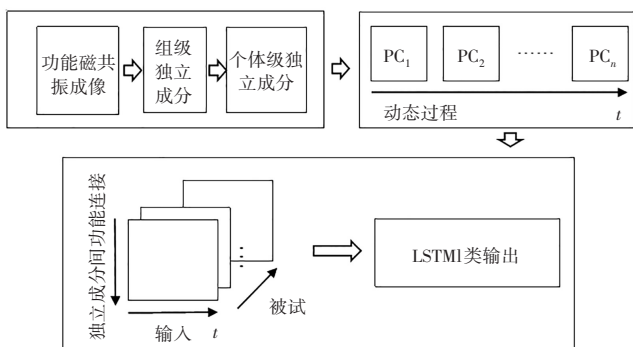 功能磁共
振成像
组级
独立
成分
个体级独
立成分
PC1
PC2
……
PCn
动态过程
t
独立成分间功能连接
输入
t
被试
LSTM1类输出